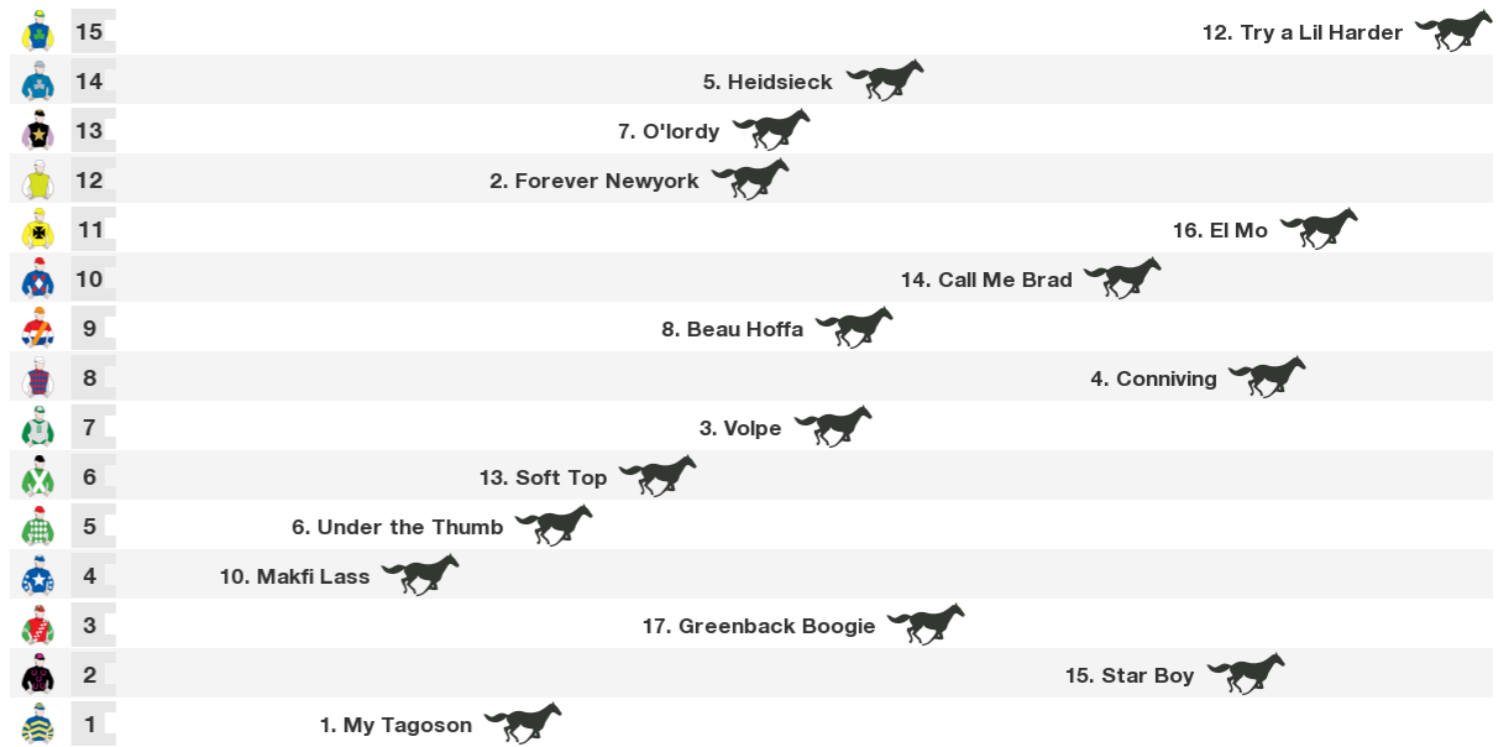 15 12. Try a Lil Harder
14 5. Heidsieck
13 7. O'lordy
12 2. Forever Newyork
11 16. El Mo
10 14. Call Me Brad
9 8. Beau Hoffa
8 4. Conniving
7 3. Volpe
6 13. Soft Top
5 6. Under the Thumb
4 10. Makfi Lass
3 17. Greenback Boogie
2 15. Star Boy
1 1. My Tagoson